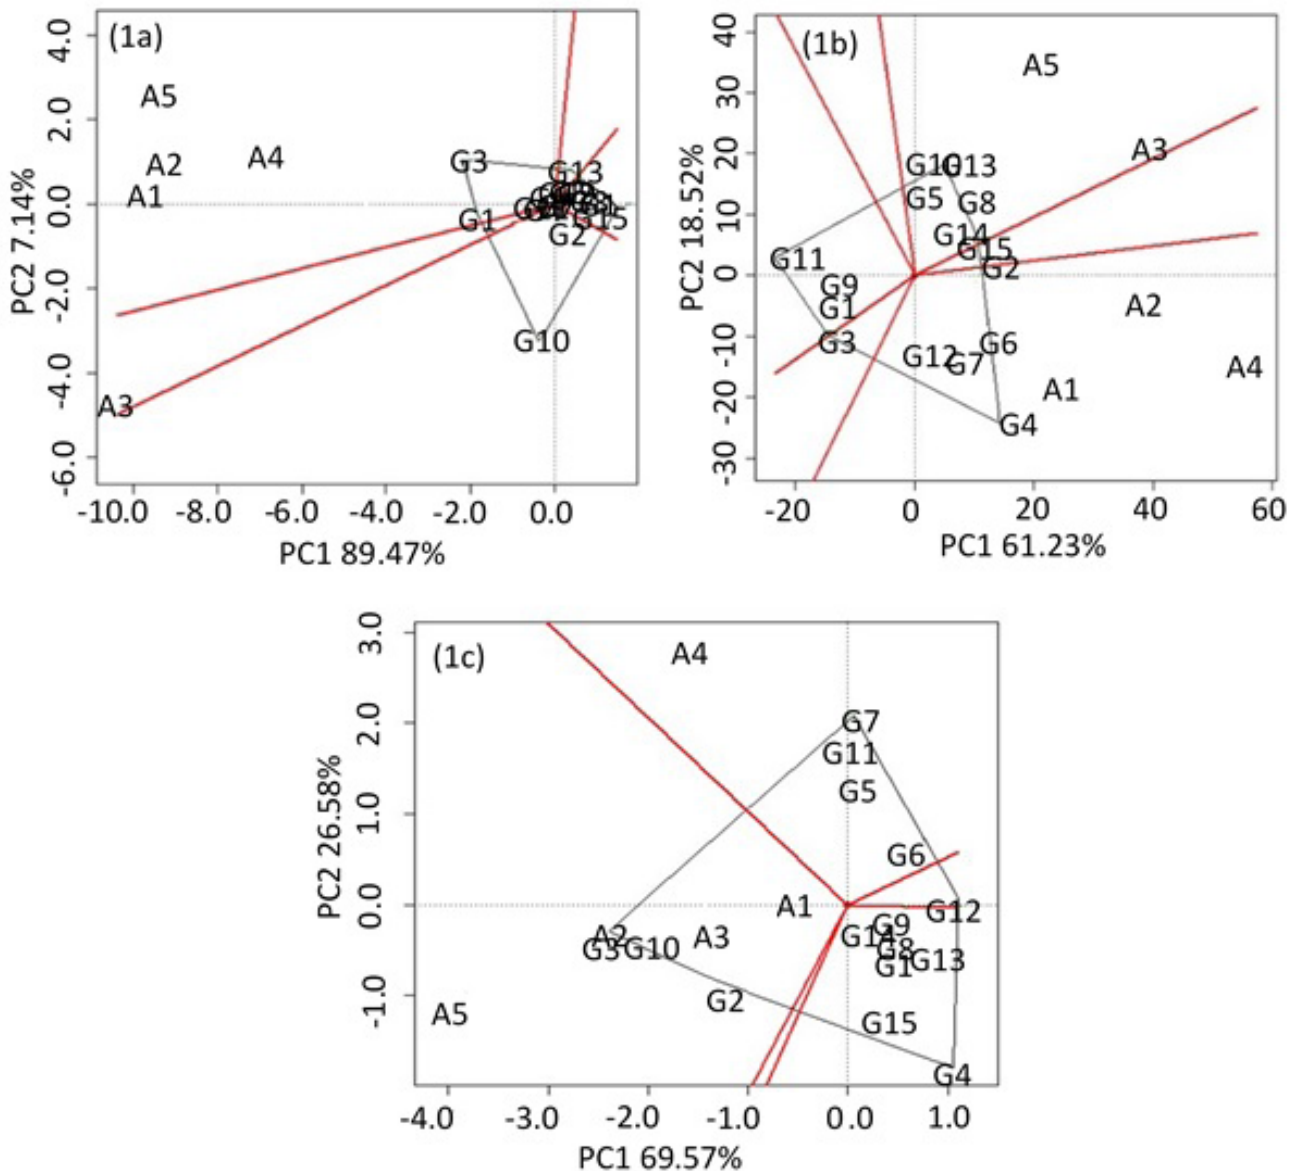 (1a)
4.0
2.0
0.0
-2.0
-4.0
-6.0
PC2 7.14%
A5
A2
A4
A1
A3
G3
G13
G1
G15
G2
G10
-10.0 -8.0 -6.0 -4.0 -2.0 0.0
PC1 89.47%
(1b)
40
30
20
10
0
-10
-20
-30
PC2 18.52%
A5
A3
G10 G13
G5 G8
G14
G15
G11 G2
G9
G1 A2
G3 G6
G12 G7
A4
A1
G4
-20 0 20 40 60
PC1 61.23%
(1c)
3.0
2.0
1.0
0.0
-1.0
PC2 26.58%
A4
G7
G11
G5
G6
A1 G12
G9
A2 A3 G14
G3 G10 G8
G1 G13
G2
A5 G15
G4
-4.0 -3.0 -2.0 -1.0 0.0 1.0
PC1 69.57%